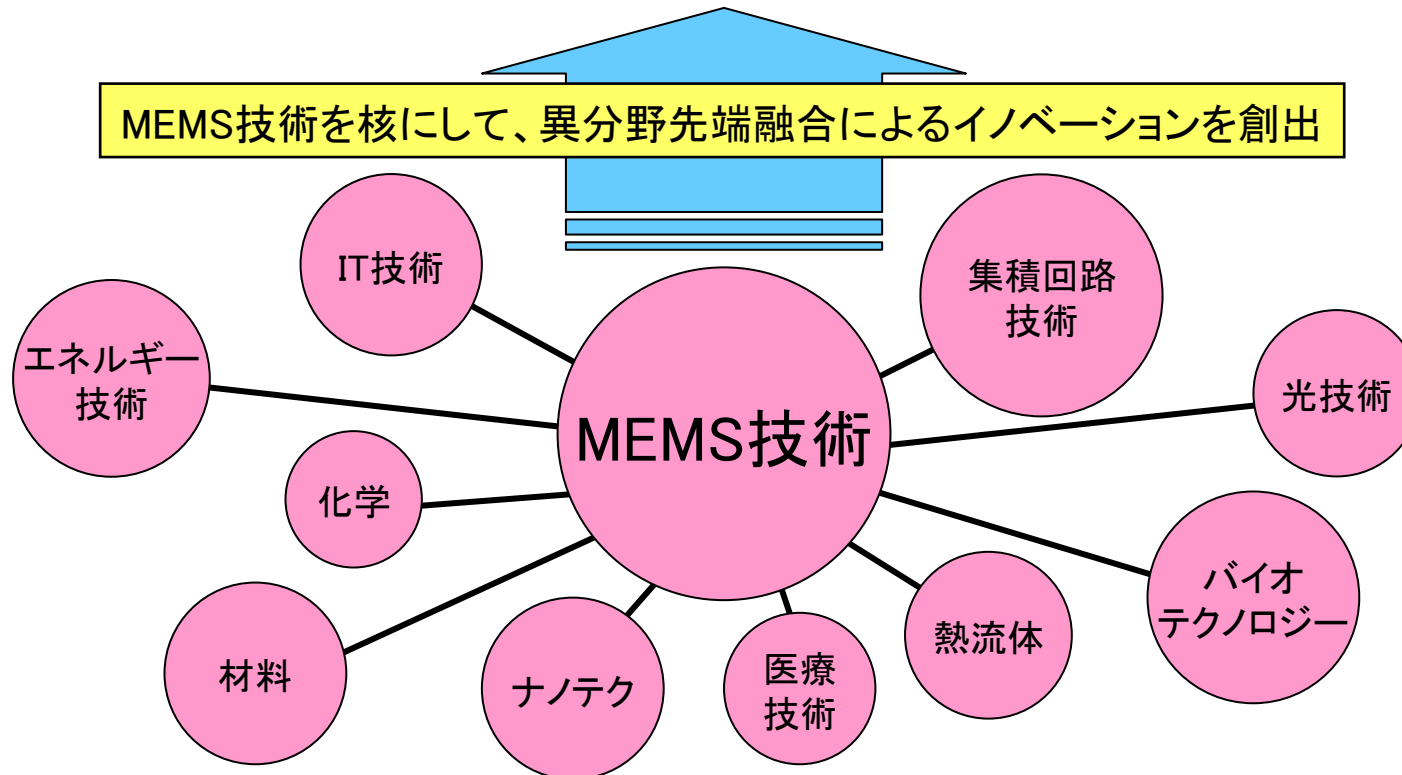 MEMS技術を核にして、異分野先端融合によるイノベーションを創出
IT技術
集積回路
技術
エネルギー
技術
光技術
MEMS技術
化学
バイオ
テクノロジー
熱流体
材料
ナノテク
医療
技術